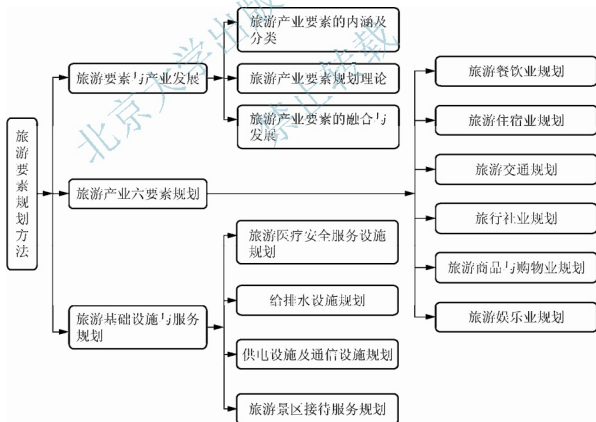 旅游要素规划方法
旅游要素与产业发展
旅游产业要素的内涵及
分类
旅游产业要素规划理论
旅游产业要素的融合与
发展
旅游产业六要素规划
旅游餐饮业规划
旅游住宿业规划
旅游交通规划
旅行社业规划
旅游商品与购物业规划
旅游娱乐业规划
旅游基础设施与服务
规划
旅游医疗安全服务设施
规划
给排水设施规划
供电设施及通信设施规划
旅游景区接待服务规划
北京大学出版
禁止转载